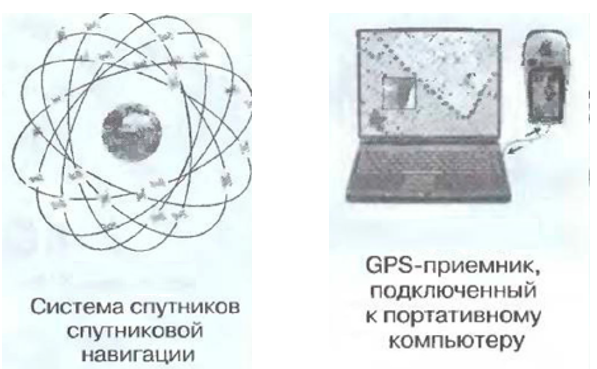 Система спутников
спутниковой
навигации
GPS-приемник,
подключенный
к портативному
компьютеру